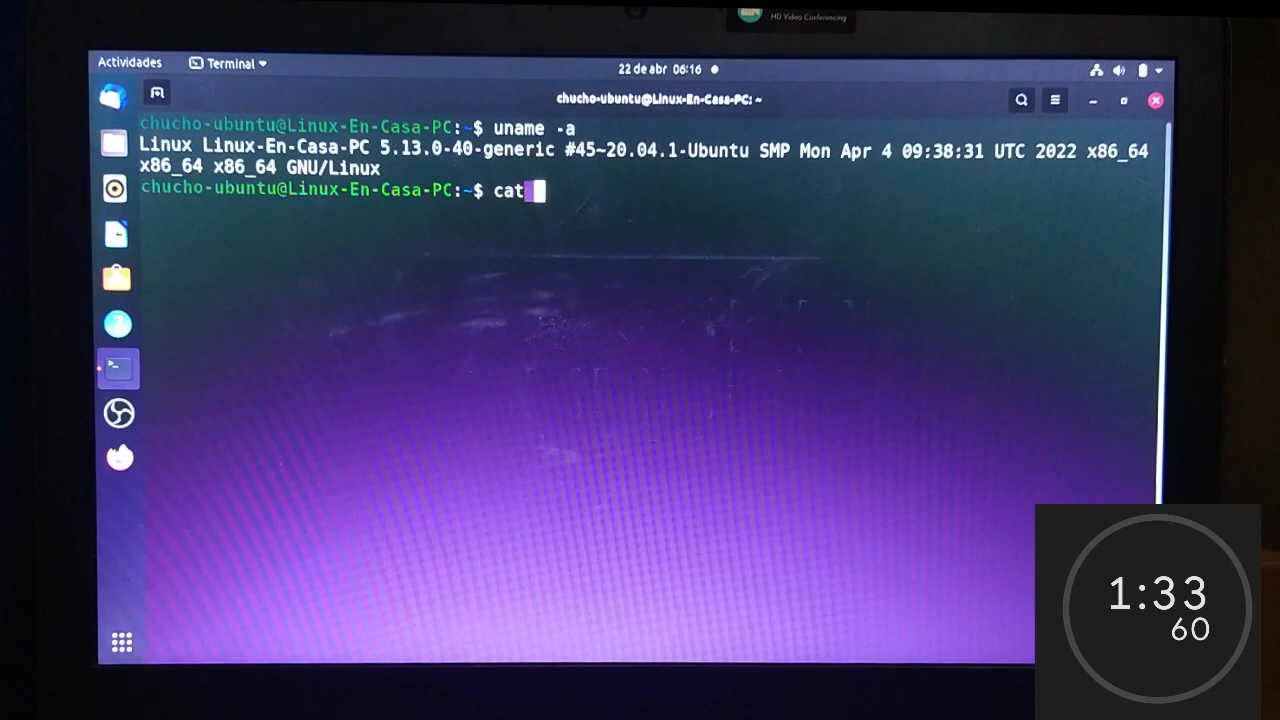 HD Video Conferencing
Actividades Terminal 22 de abr 06:16
chucho-ubuntu@Linux-En-Casa-PC: ~
chucho-ubuntu@Linux-En-Casa-PC:~$ uname -a
Linux Linux-En-Casa-PC 5.13.0-40-generic #45~20.04.1-Ubuntu SMP Mon Apr 4 09:38:31 UTC 2022 x86_64
x86_64 x86_64 GNU/Linux
chucho-ubuntu@Linux-En-Casa-PC:~$ cat
1:33
60